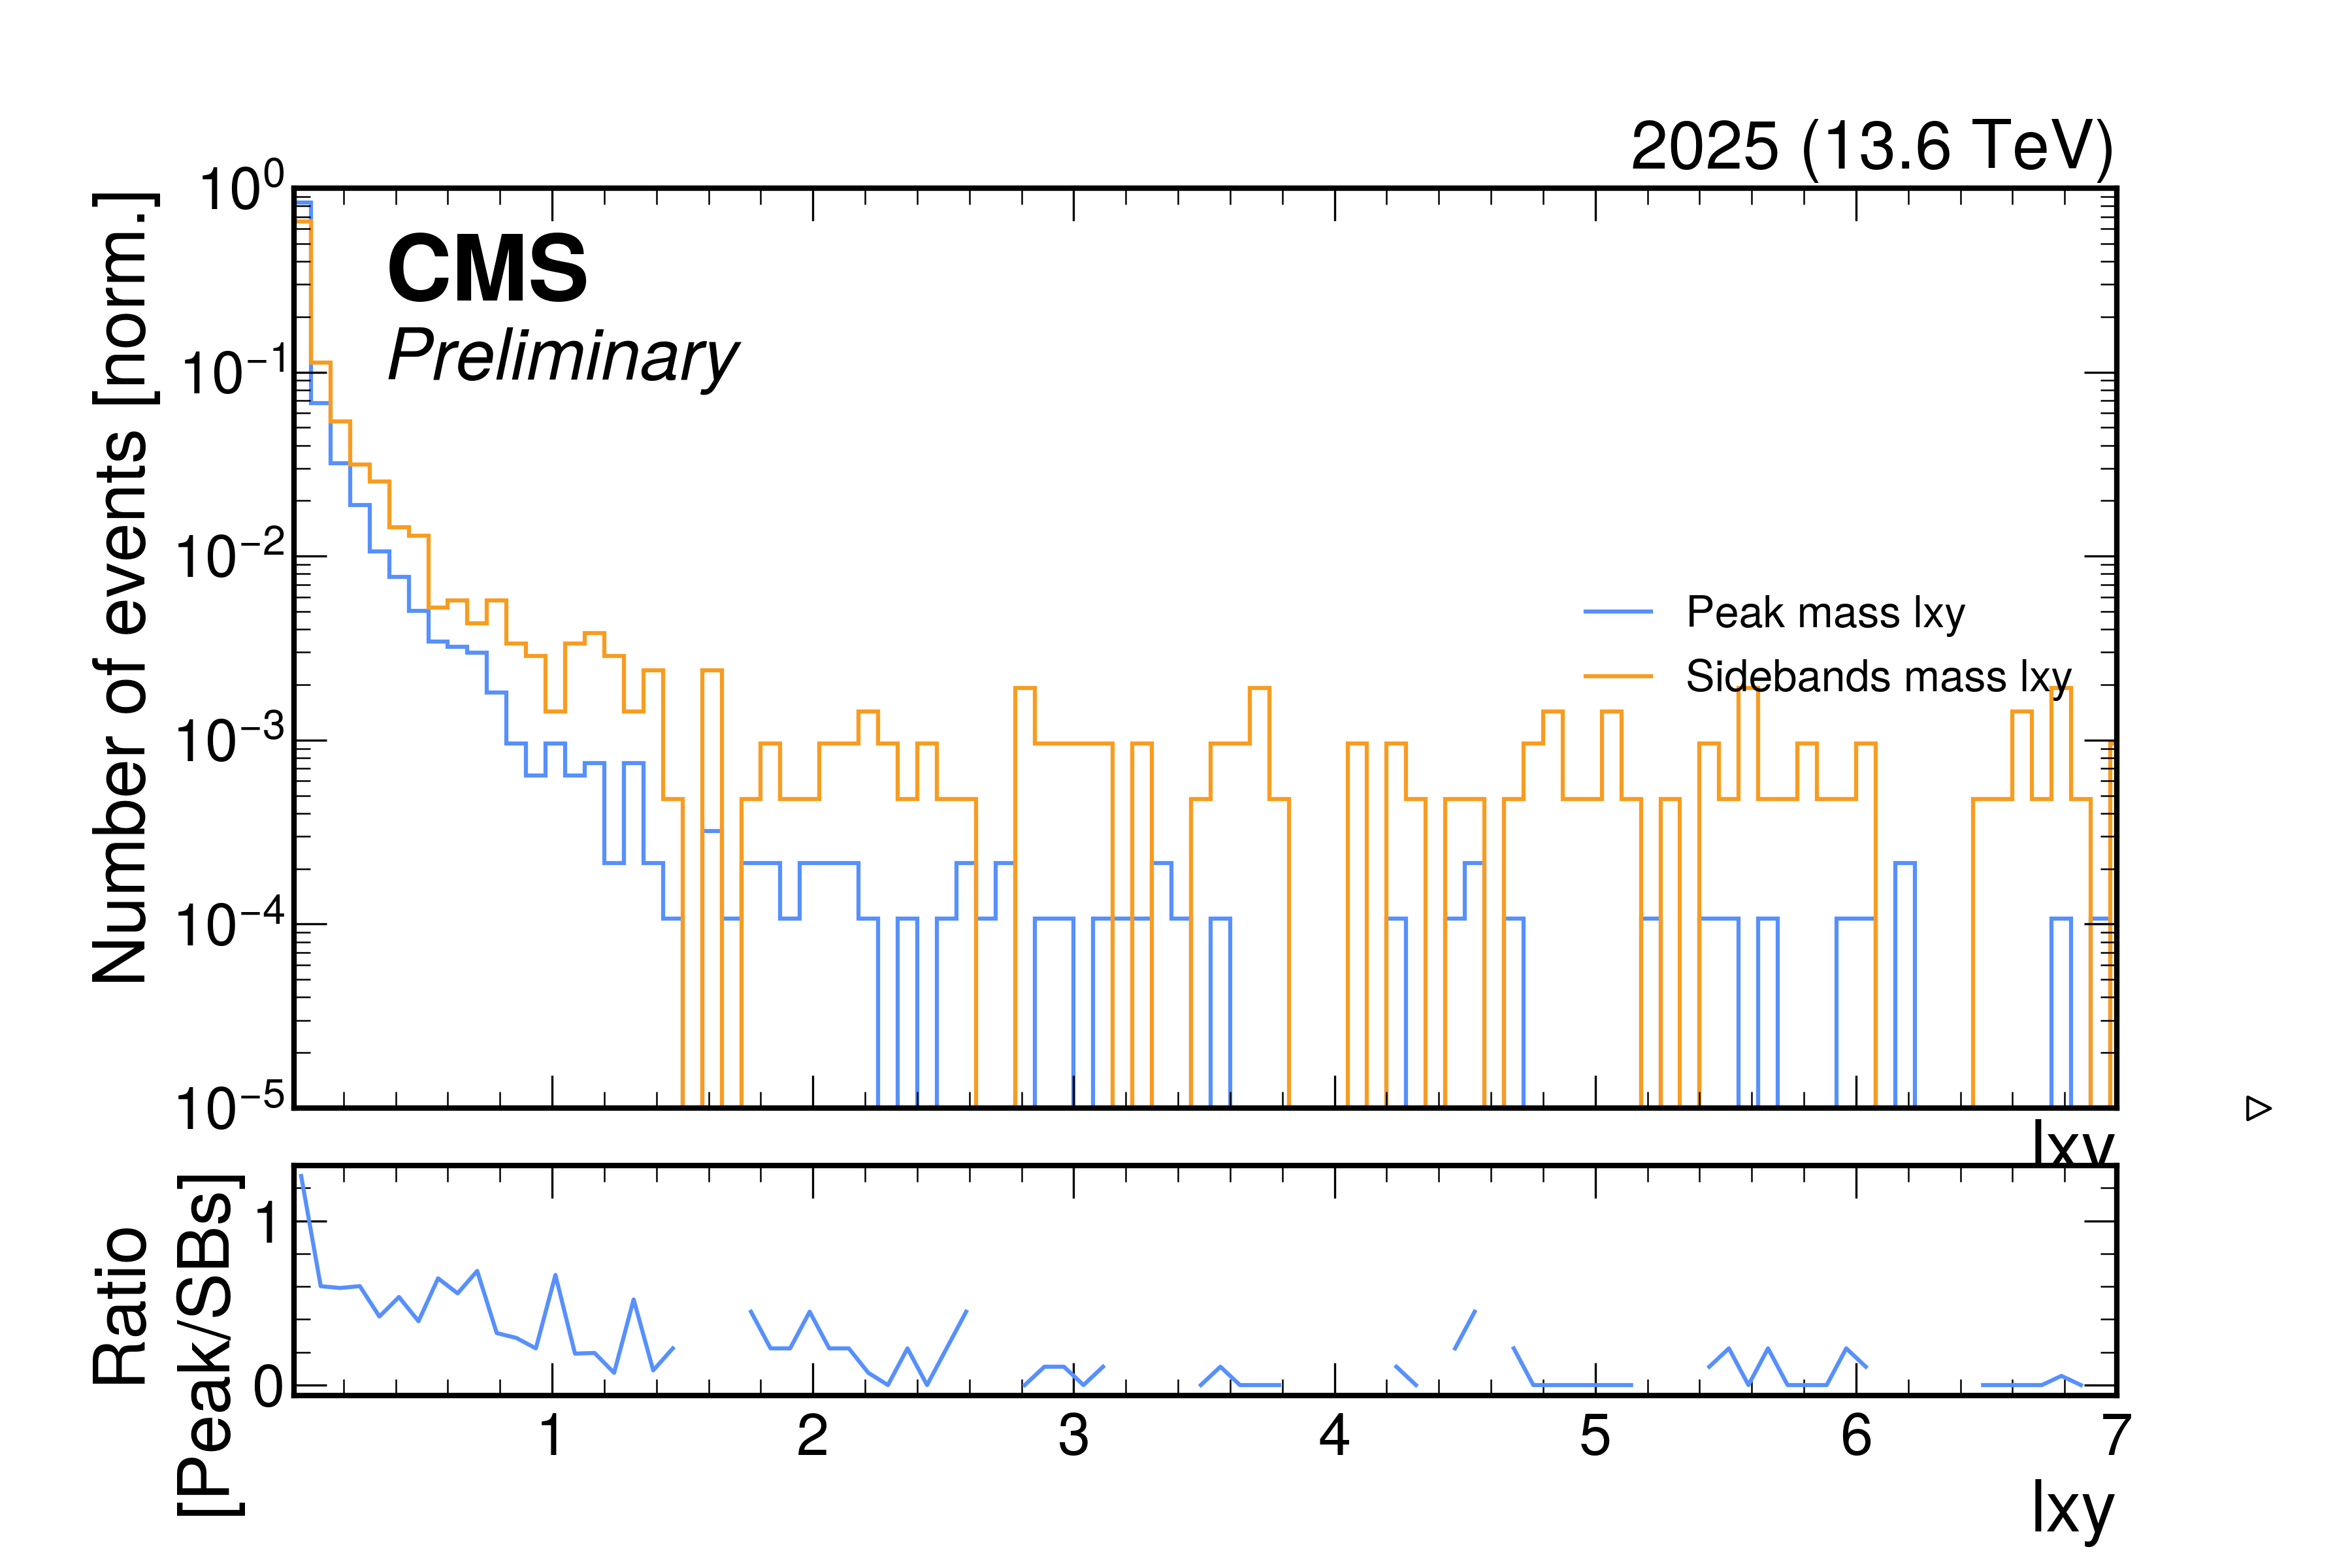 2025 (13.6 TeV)
CMS
Preliminary
Number of events [norm.]
10⁰
10⁻¹
10⁻²
10⁻³
10⁻⁴
10⁻⁵
Peak mass lxy
Sidebands mass lxy
lxy
Ratio
[Peak/SBs]
1
0
1 2 3 4 5 6 7
lxy